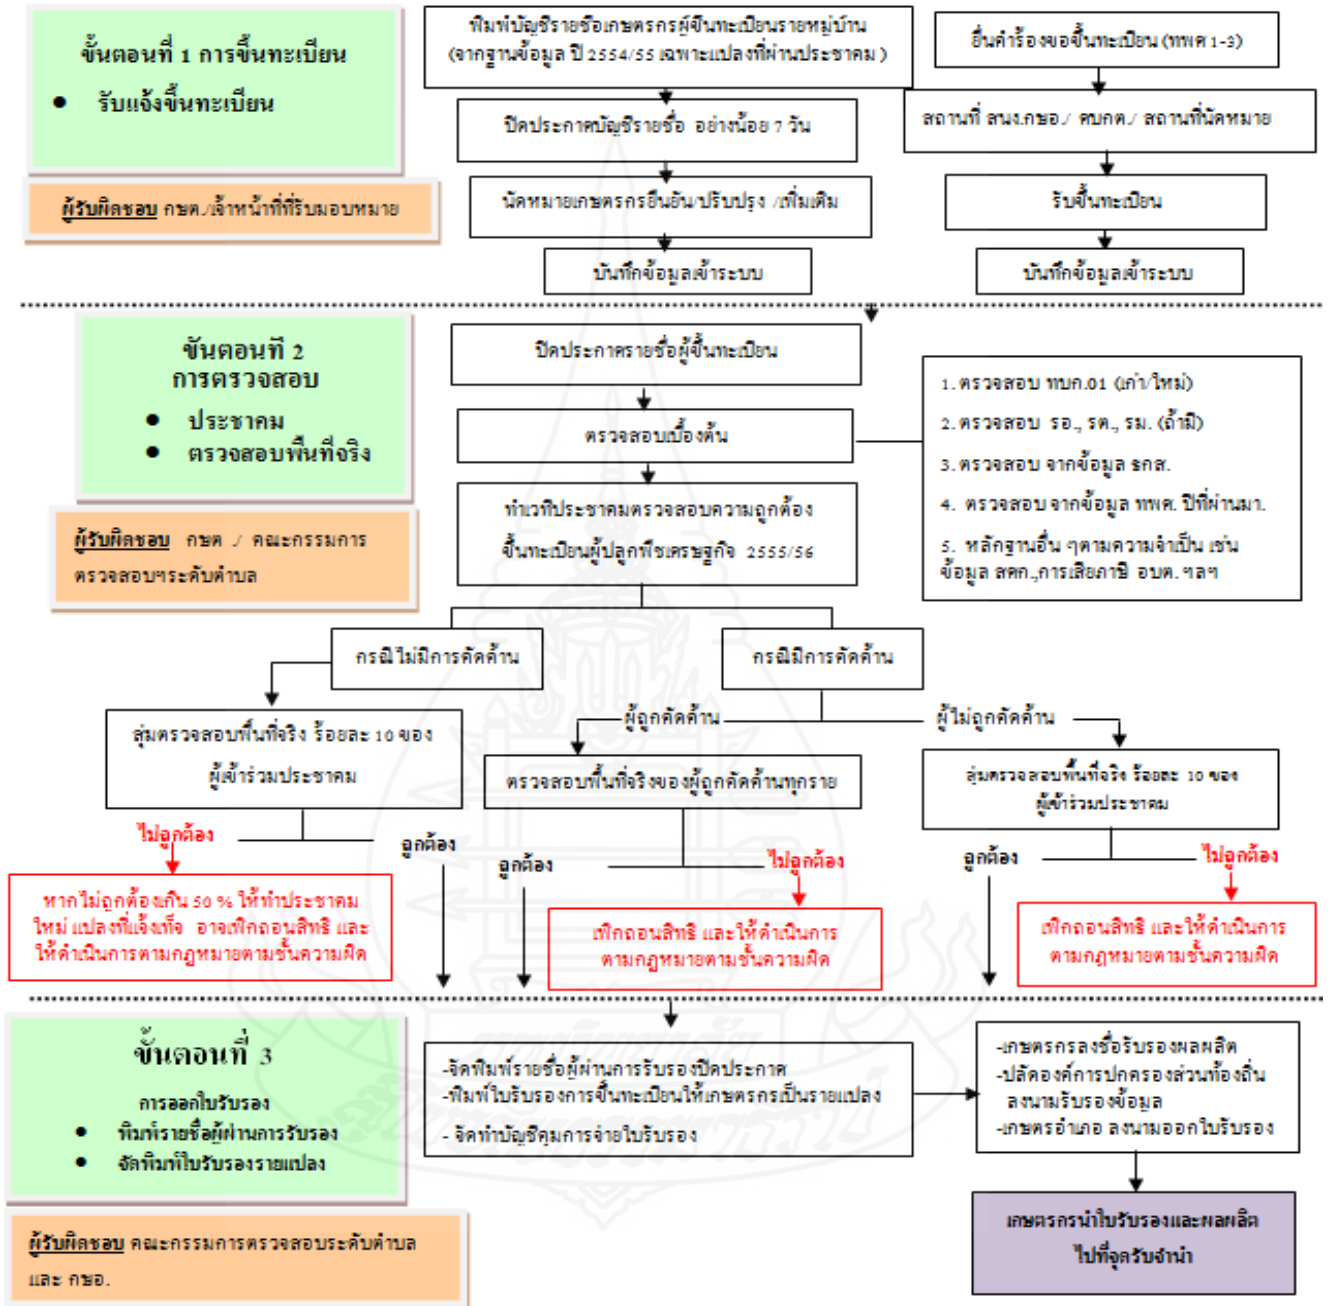 ขั้นตอนที่ 1 การขึ้นทะเบียน
● รับแจ้งขึ้นทะเบียน
ผู้รับผิดชอบ กษต./เจ้าหน้าที่ที่รับมอบหมาย
พิมพ์บัญชีรายชื่อเกษตรกรผู้ขึ้นทะเบียนรายหมู่บ้าน
(จากฐานข้อมูล ปี 2554/55 เฉพาะแปลงที่ผ่านประชาคม )
ปิดประกาศบัญชีรายชื่อ อย่างน้อย 7 วัน
นัดหมายเกษตรกรยืนยัน/ปรับปรุง /เพิ่มเติม
บันทึกข้อมูลเข้าระบบ
ยื่นคำร้องขอขึ้นทะเบียน (ทพศ 1-3)
สถานที่ สนง.กษอ./ ศบกต./ สถานที่นัดหมาย
รับขึ้นทะเบียน
บันทึกข้อมูลเข้าระบบ
ขั้นตอนที่ 2
การตรวจสอบ
● ประชาคม
● ตรวจสอบพื้นที่จริง
ผู้รับผิดชอบ กษต ./ คณะกรรมการ
ตรวจสอบฯระดับตำบล
ปิดประกาศรายชื่อผู้ขึ้นทะเบียน
ตรวจสอบเบื้องต้น
ทำเวทีประชาคมตรวจสอบความถูกต้อง
ขึ้นทะเบียนผู้ปลูกพืชเศรษฐกิจ 2555/56
1. ตรวจสอบ ทบก.01 (เก่า/ใหม่)
2. ตรวจสอบ รอ., รต., รม. (ถ้ามี)
3. ตรวจสอบ จากข้อมูล ธกส.
4. ตรวจสอบ จากข้อมูล ทพศ. ปีที่ผ่านมา.
5. หลักฐานอื่น ๆตามความจำเป็น เช่น
ข้อมูล สศก.,การเสียภาษี อบต. ฯลฯ
กรณีไม่มีการคัดค้าน
กรณีมีการคัดค้าน
ผู้ถูกคัดค้าน
ผู้ไม่ถูกคัดค้าน
สุ่มตรวจสอบพื้นที่จริง ร้อยละ 10 ของ
ผู้เข้าร่วมประชาคม
ตรวจสอบพื้นที่จริงของผู้ถูกคัดค้านทุกราย
สุ่มตรวจสอบพื้นที่จริง ร้อยละ 10 ของ
ผู้เข้าร่วมประชาคม
ไม่ถูกต้อง
ถูกต้อง
ถูกต้อง
ไม่ถูกต้อง
ถูกต้อง
ไม่ถูกต้อง
หากไม่ถูกต้องเกิน 50 % ให้ทำประชาคม
ใหม่ แปลงที่แจ้งเท็จ อาจเพิกถอนสิทธิ และ
ให้ดำเนินการตามกฎหมายตามชั้นความผิด
เพิกถอนสิทธิ และให้ดำเนินการ
ตามกฎหมายตามชั้นความผิด
เพิกถอนสิทธิ และให้ดำเนินการ
ตามกฎหมายตามชั้นความผิด
ขั้นตอนที่ 3
การออกใบรับรอง
● พิมพ์รายชื่อผู้ผ่านการรับรอง
● จัดพิมพ์ใบรับรองรายแปลง
ผู้รับผิดชอบ คณะกรรมการตรวจสอบระดับตำบล
และ กษอ.
-จัดพิมพ์รายชื่อผู้ผ่านการรับรองปิดประกาศ
-พิมพ์ใบรับรองการขึ้นทะเบียนให้เกษตรกรเป็นรายแปลง
- จัดทำบัญชีคุมการจ่ายใบรับรอง
-เกษตรกรลงชื่อรับรองผลผลิต
-ปลัดองค์การปกครองส่วนท้องถิ่น
ลงนามรับรองข้อมูล
-เกษตรอำเภอ ลงนามออกใบรับรอง
เกษตรกรนำใบรับรองและผลผลิต
ไปที่จุดรับจำนำ